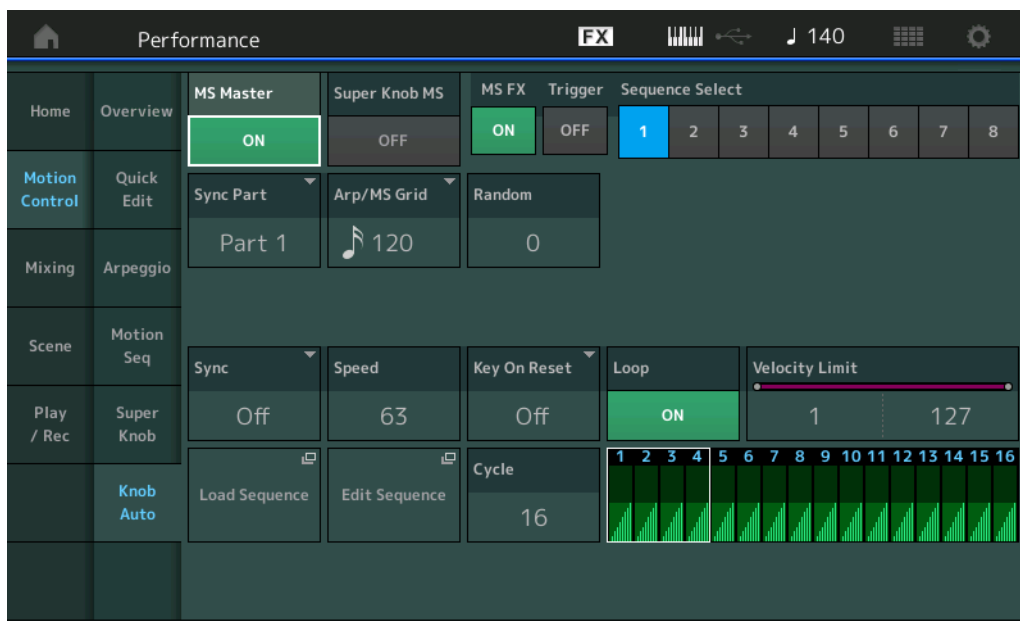 Performance
FX
140
Home
Overview
MS Master
Super Knob MS
MS FX
Trigger
Sequence Select
ON
OFF
ON
OFF
1 2 3 4 5 6 7 8
Motion
Control
Quick
Edit
Sync Part
Arp/MS Grid
Random
Part 1
120
0
Mixing
Arpeggio
Scene
Motion
Seq
Sync
Speed
Key On Reset
Loop
Velocity Limit
Off
63
Off
ON
1
127
Play
/ Rec
Super
Knob
Knob
Auto
Load Sequence
Edit Sequence
Cycle
16
1 2 3 4 5 6 7 8 9 10 11 12 13 14 15 16